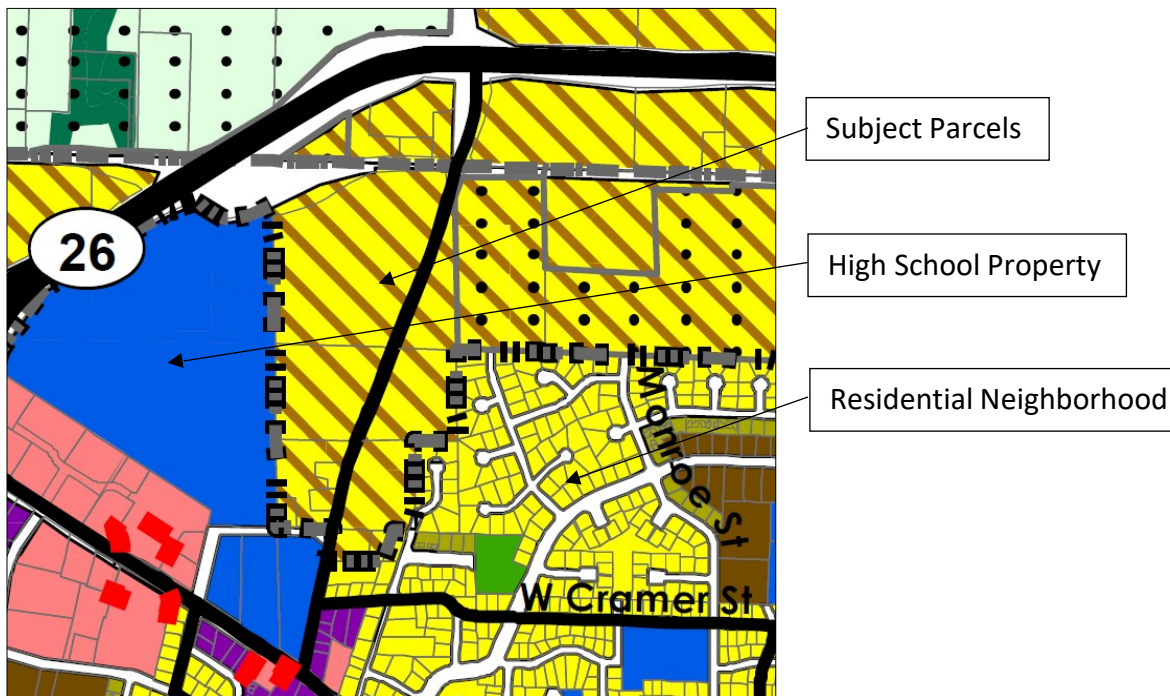 Subject Parcels
High School Property
26
Residential Neighborhood
Monroe St
W Cramer St